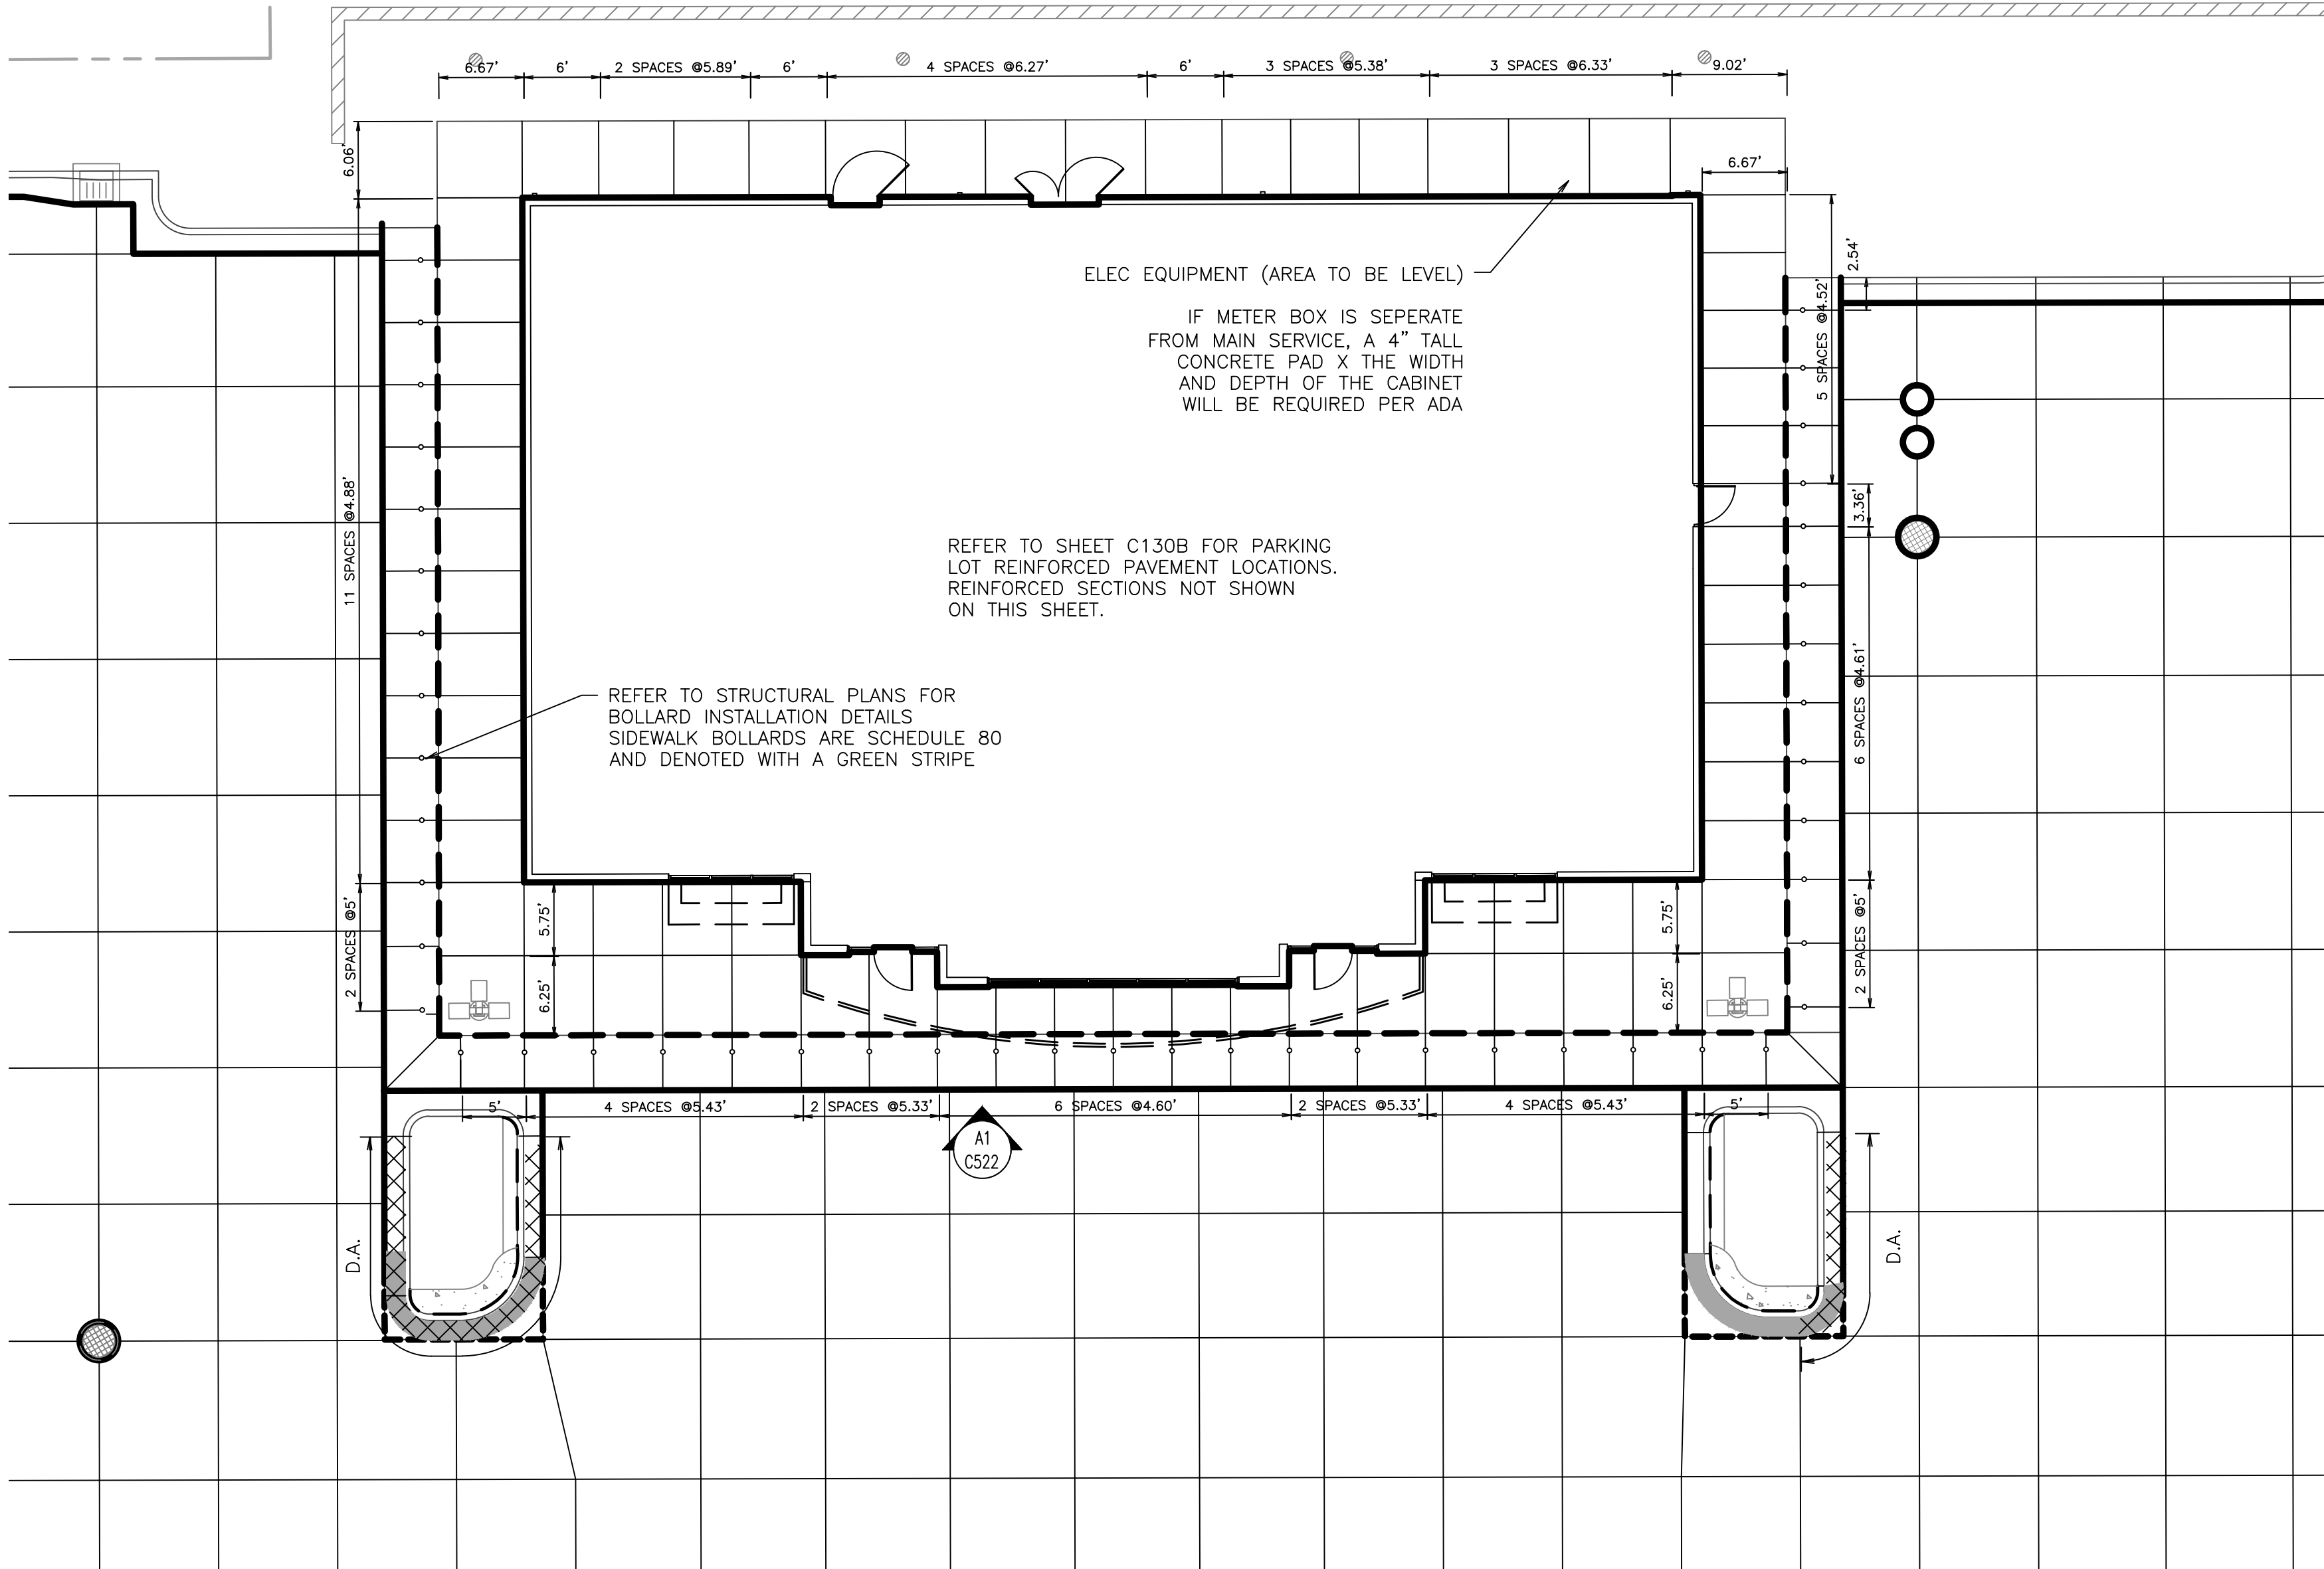 6.67'
6'
2 SPACES @5.89'
6'
4 SPACES @6.27'
6'
3 SPACES @5.38'
3 SPACES @6.33'
9.02'
6.06'
6.67'
2.54'
5 SPACES @4.52'
ELEC EQUIPMENT (AREA TO BE LEVEL)
IF METER BOX IS SEPERATE
FROM MAIN SERVICE, A 4" TALL
CONCRETE PAD X THE WIDTH
AND DEPTH OF THE CABINET
WILL BE REQUIRED PER ADA
11 SPACES @4.88'
3.36'
REFER TO SHEET C130B FOR PARKING
LOT REINFORCED PAVEMENT LOCATIONS.
REINFORCED SECTIONS NOT SHOWN
ON THIS SHEET.
6 SPACES @4.61'
REFER TO STRUCTURAL PLANS FOR
BOLLARD INSTALLATION DETAILS
SIDEWALK BOLLARDS ARE SCHEDULE 80
AND DENOTED WITH A GREEN STRIPE
2 SPACES @5'
5.75'
5.75'
2 SPACES @5'
6.25'
6.25'
5'
4 SPACES @5.43'
2 SPACES @5.33'
6 SPACES @4.60'
2 SPACES @5.33'
4 SPACES @5.43'
5'
A1
C522
D.A.
D.A.